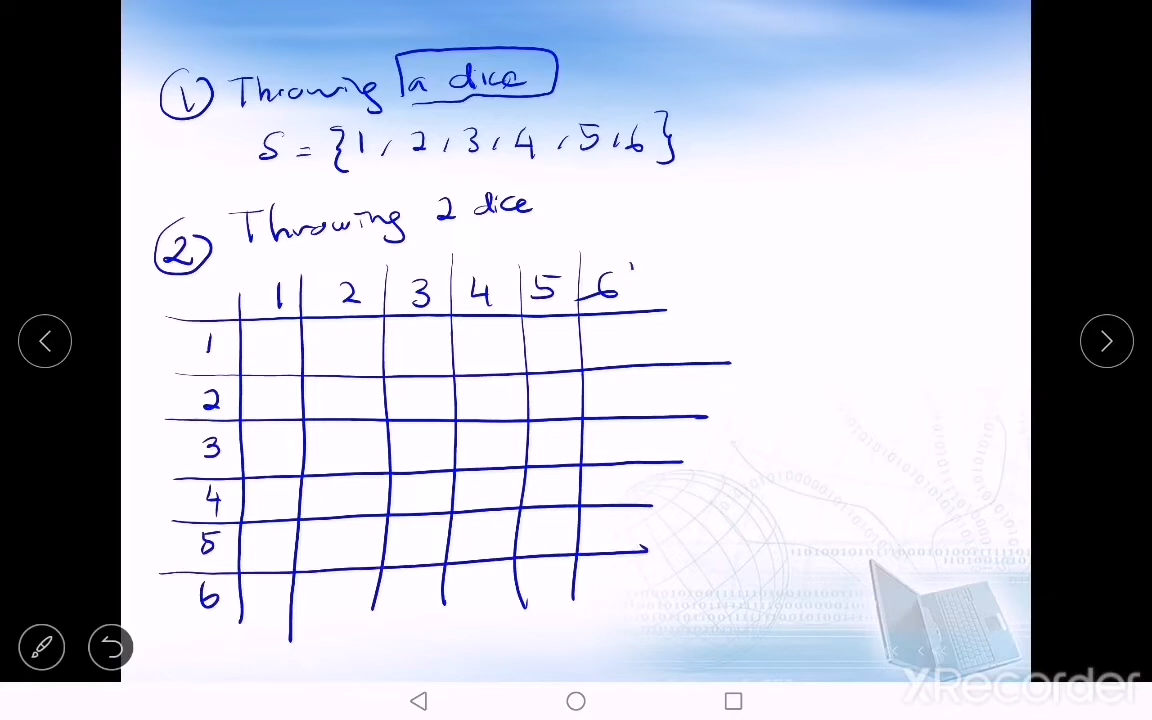 1 Throwing a dice
S = {1, 2, 3, 4, 5, 6}
2 Throwing 2 dice
1 2 3 4 5 6
1
2
3
4
5
6
XRecorder